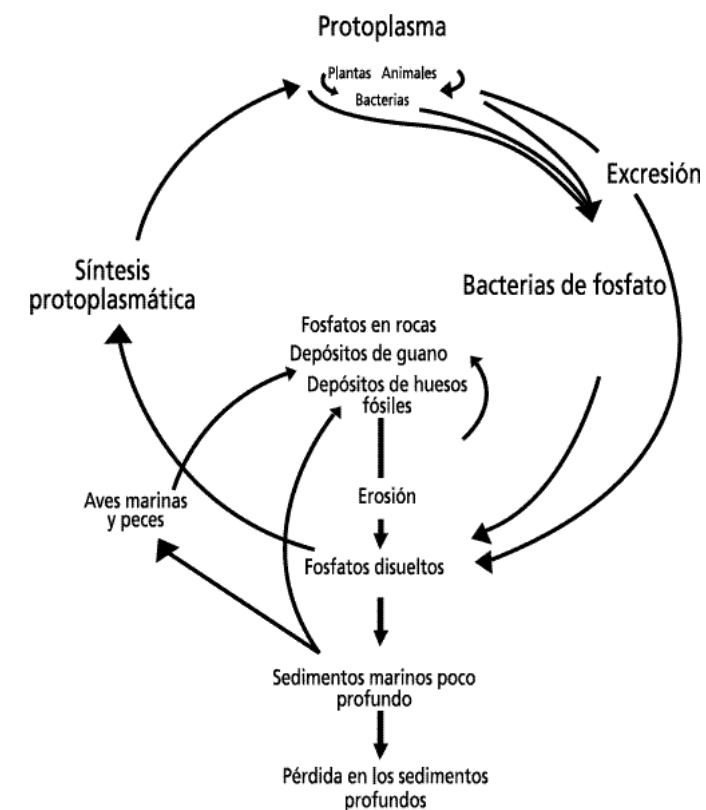 Protoplasma
Plantas Animales
Bacterias
Excresión
Síntesis
protoplasmática
Bacterias de fosfato
Fosfatos en rocas
Depósitos de guano
Depósitos de huesos
fósiles
Aves marinas
y peces
Erosión
Fosfatos disueltos
Sedimentos marinos poco
profundo
Pérdida en los sedimentos
profundos